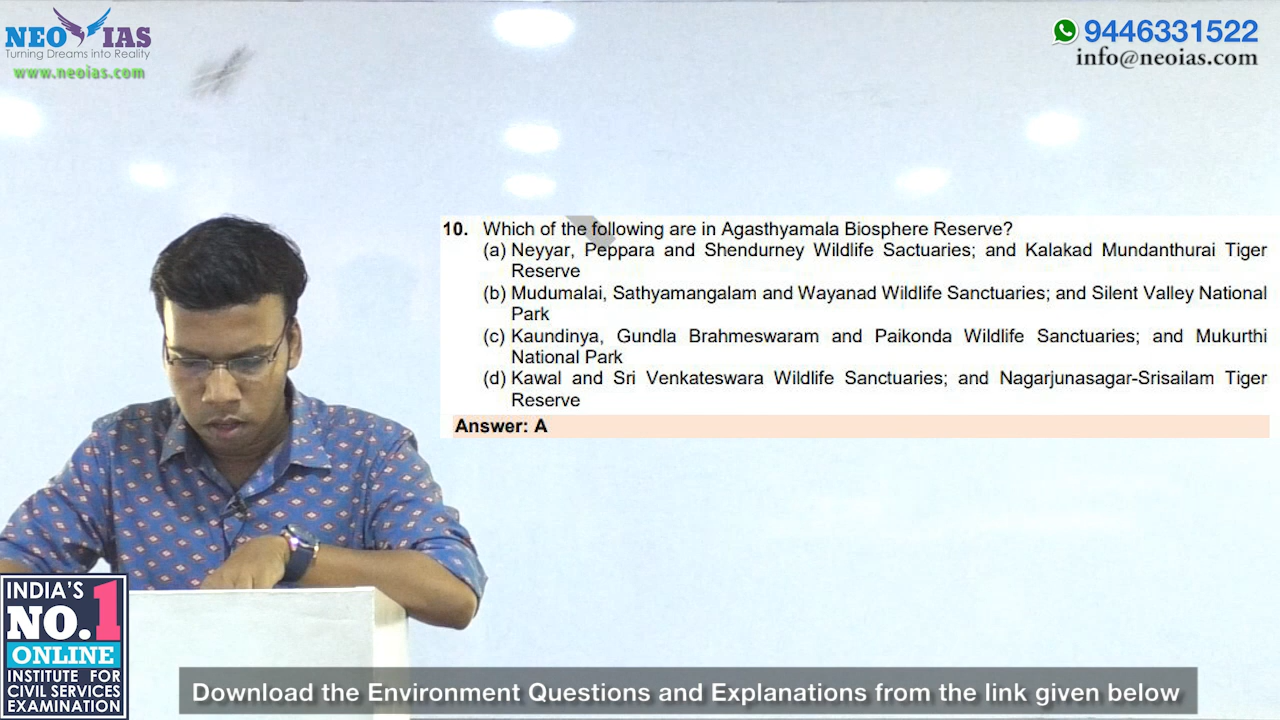 NEO IAS
Turning Dreams into Reality
www.neoias.com
9446331522
info@neoias.com
10. Which of the following are in Agasthyamala Biosphere Reserve?
(a) Neyyar, Peppara and Shendurney Wildlife Sactuaries; and Kalakad Mundanthurai Tiger
Reserve
(b) Mudumalai, Sathyamangalam and Wayanad Wildlife Sanctuaries; and Silent Valley National
Park
(c) Kaundinya, Gundla Brahmeswaram and Paikonda Wildlife Sanctuaries; and Mukurthi
National Park
(d) Kawal and Sri Venkateswara Wildlife Sanctuaries; and Nagarjunasagar-Srisailam Tiger
Reserve
Answer: A
INDIA'S
NO.1
ONLINE
INSTITUTE FOR
CIVIL SERVICES
EXAMINATION
Download the Environment Questions and Explanations from the link given below